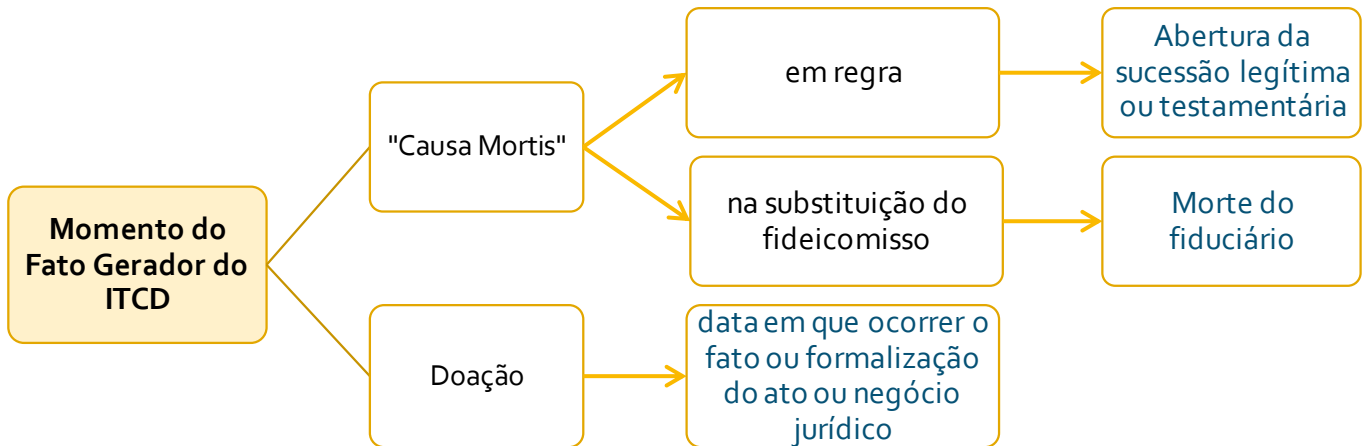 Momento do
Fato Gerador do
ITCD
"Causa Mortis"
em regra
Abertura da
sucessão legítima
ou testamentária
na substituição do
fideicomisso
Morte do
fiduciário
Doação
data em que ocorrer o
fato ou formalização
do ato ou negócio
jurídico